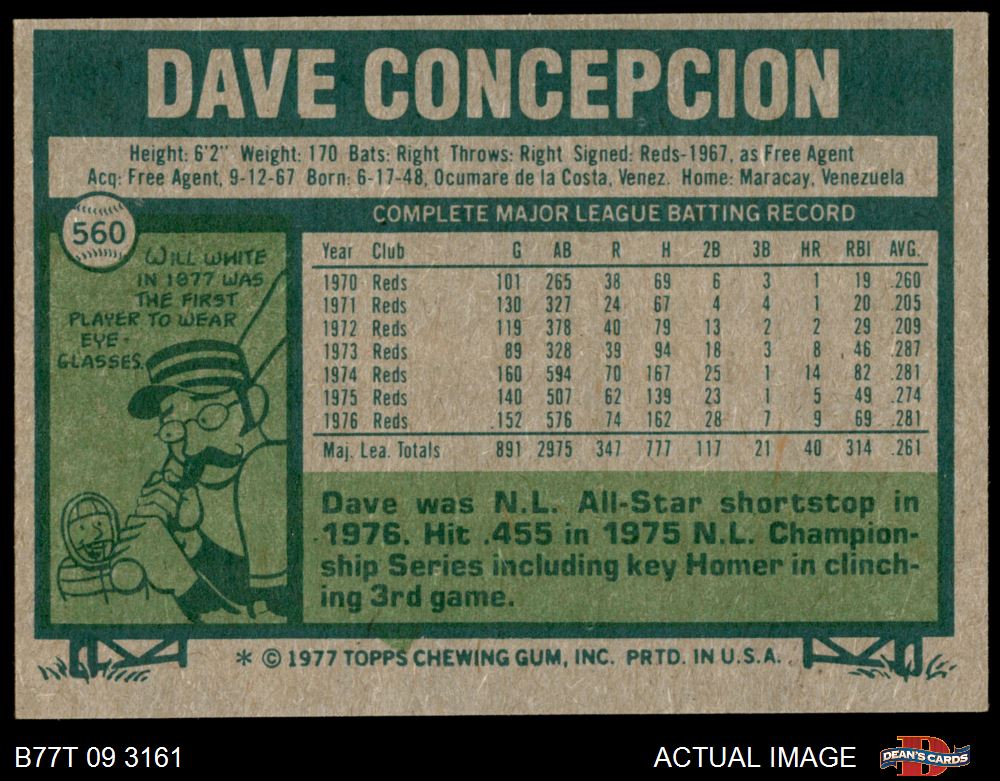 DAVE CONCEPCION
Height: 6'2" Weight: 170 Bats: Right Throws: Right Signed: Reds-1967, as Free Agent
Acq: Free Agent, 9-12-67 Born: 6-17-48, Ocumare de la Costa, Venez. Home: Maracay, Venezuela
560
WILL WHITE
IN 1877 WAS
THE FIRST
PLAYER TO WEAR
EYE-
GLASSES.
COMPLETE MAJOR LEAGUE BATTING RECORD
Year Club G AB R H 2B 3B HR RBI AVG.
1970 Reds 101 265 38 69 6 3 1 19 .260
1971 Reds 130 327 24 67 4 4 1 20 .205
1972 Reds 119 378 40 79 13 2 2 29 .209
1973 Reds 89 328 39 94 18 3 8 46 .287
1974 Reds 160 594 70 167 25 1 14 82 .281
1975 Reds 140 507 62 139 23 1 5 49 .274
1976 Reds 152 576 74 162 28 7 9 69 .281
Maj. Lea. Totals 891 2975 347 777 117 21 40 314 .261
Dave was N.L. All-Star shortstop in
1976. Hit .455 in 1975 N.L. Champion-
ship Series including key Homer in clinch-
ing 3rd game.
* © 1977 TOPPS CHEWING GUM, INC. PRTD. IN U.S.A.
B77T 09 3161
ACTUAL IMAGE
DEAN'S CARDS